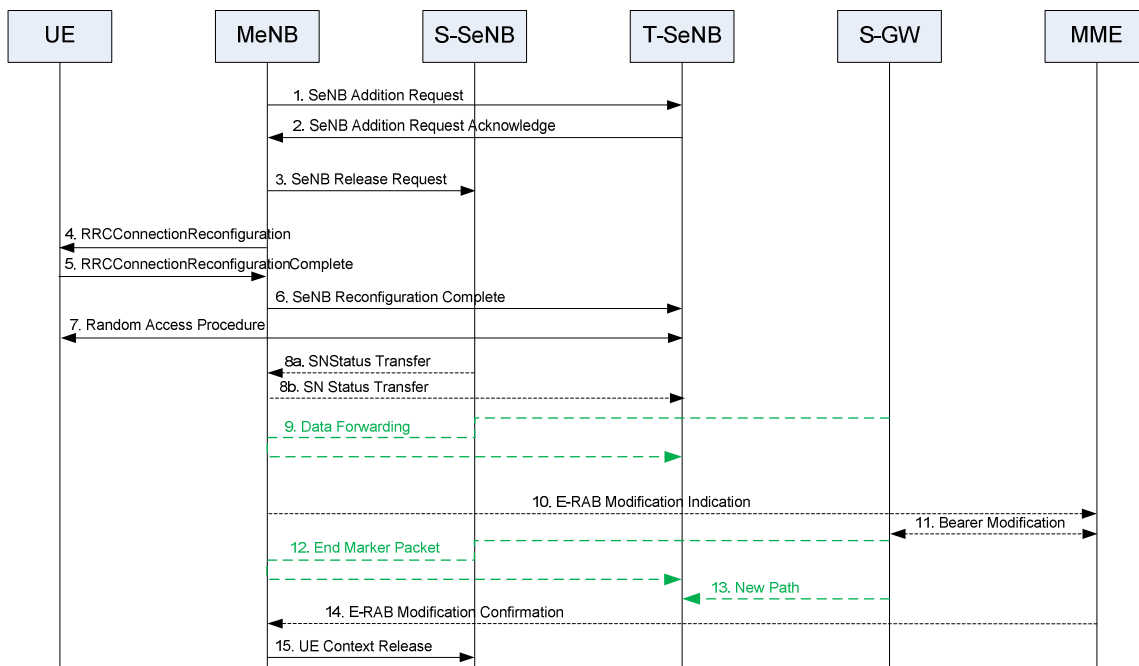 UE
MeNB
S-SeNB
T-SeNB
S-GW
MME
1. SeNB Addition Request
2. SeNB Addition Request Acknowledge
3. SeNB Release Request
4. RRCConnectionReconfiguration
5. RRCConnectionReconfigurationComplete
6. SeNB Reconfiguration Complete
7. Random Access Procedure
8a. SNStatus Transfer
8b. SN Status Transfer
9. Data Forwarding
10. E-RAB Modification Indication
11. Bearer Modification
12. End Marker Packet
13. New Path
14. E-RAB Modification Confirmation
15. UE Context Release